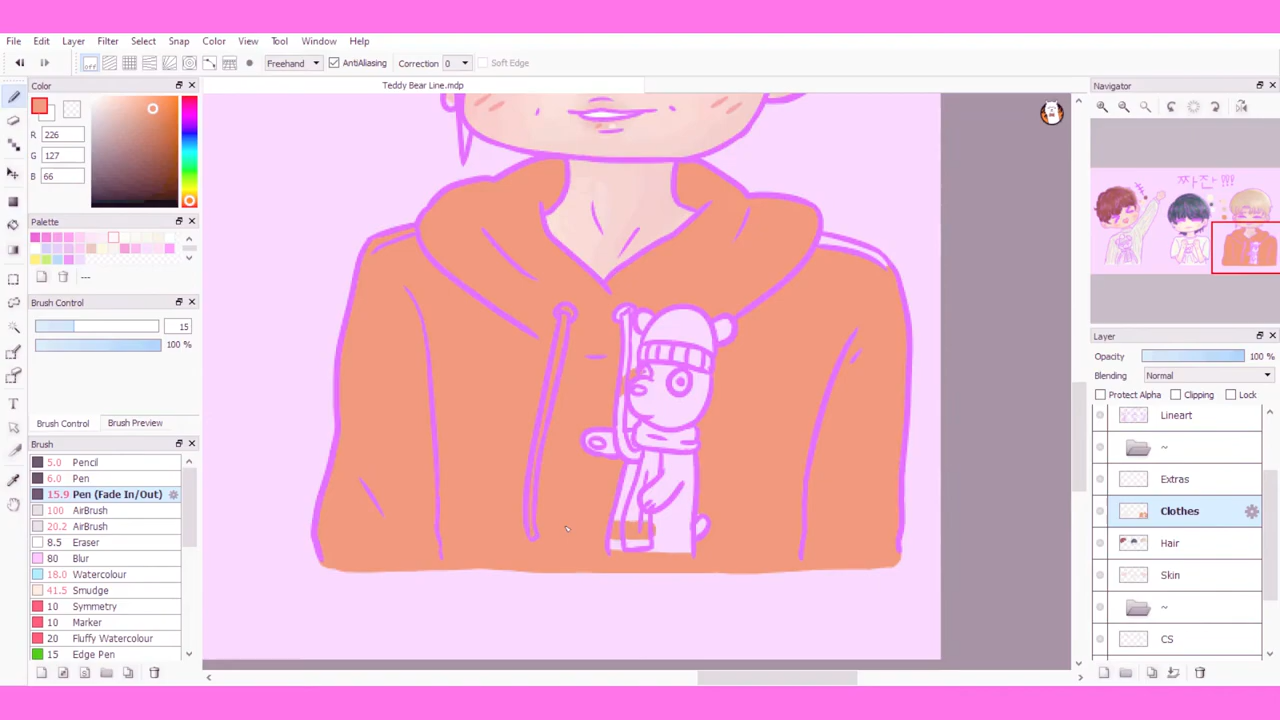 File Edit Layer Filter Select Snap Color View Tool Window Help
off Freehand AntiAliasing Correction 0 Soft Edge
Color
Teddy Bear Line.mdp
Navigator
R 226
G 127
B 66
짜잔!!!
Palette
---
Brush Control
15
100 %
Brush Control Brush Preview
Brush
5.0 Pencil
6.0 Pen
15.9 Pen (Fade In/Out)
100 AirBrush
20.2 AirBrush
8.5 Eraser
80 Blur
18.0 Watercolour
41.5 Smudge
10 Symmetry
10 Marker
20 Fluffy Watercolour
15 Edge Pen
Layer
Opacity 100 %
Blending Normal
Protect Alpha Clipping Lock
Lineart
~
Extras
Clothes
Hair
Skin
~
CS